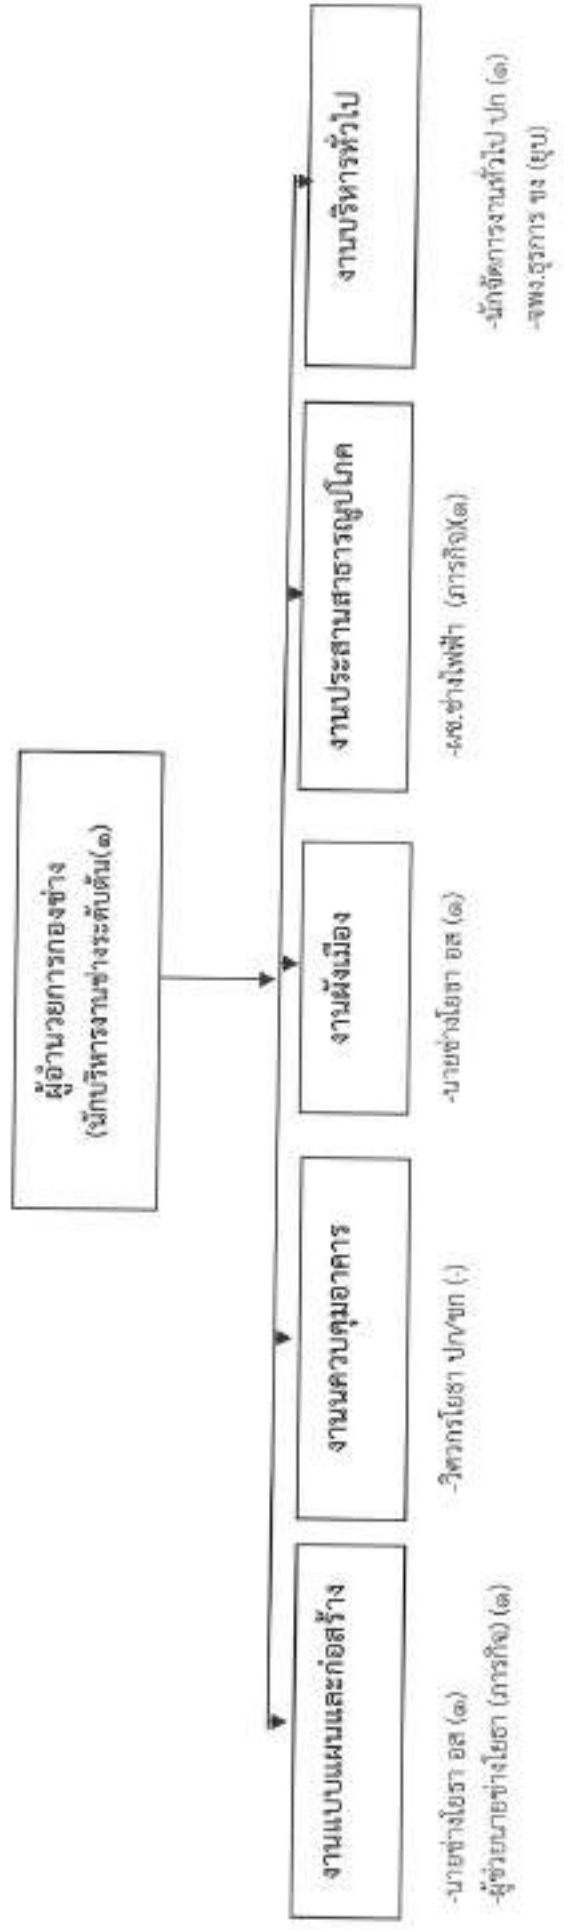 ผู้อำนวยการกองช่าง
(นักบริหารงานช่างระดับต้น(๑)
งานแบบแผนและก่อสร้าง
-นายช่างโยธา อส (๑)
-ผู้ช่วยนายช่างโยธา (ภารกิจ) (๑)
งานนควบคุมอาคาร
-วิศวกรโยธา ปก/ชก (-)
งานผังเมือง
-นายช่างโยธา อส (๑)
งานประสานสาธารณูปโภค
-ผช.ช่างไฟฟ้า (ภารกิจ)(๑)
งานบริหารทั่วไป
-นักจัดการงานทั่วไป ปก (๑)
-จพง.ธุรการ ชง (ยุบ)